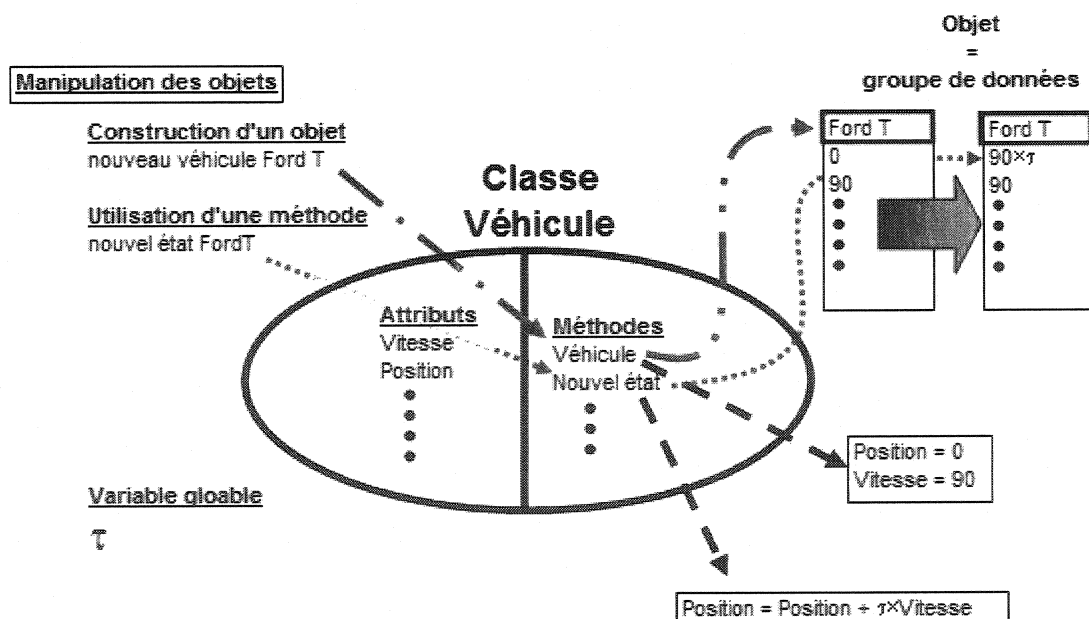 Objet
=
groupe de données
Manipulation des objets
Construction d'un objet
nouveau véhicule Ford T
Utilisation d'une méthode
nouvel état FordT
Classe
Véhicule
Ford T
0
90
Ford T
90×τ
90
Attributs
Vitesse
Position
Méthodes
Véhicule
Nouvel état
Position = 0
Vitesse = 90
Variable gloable
τ
Position = Position + τ×Vitesse